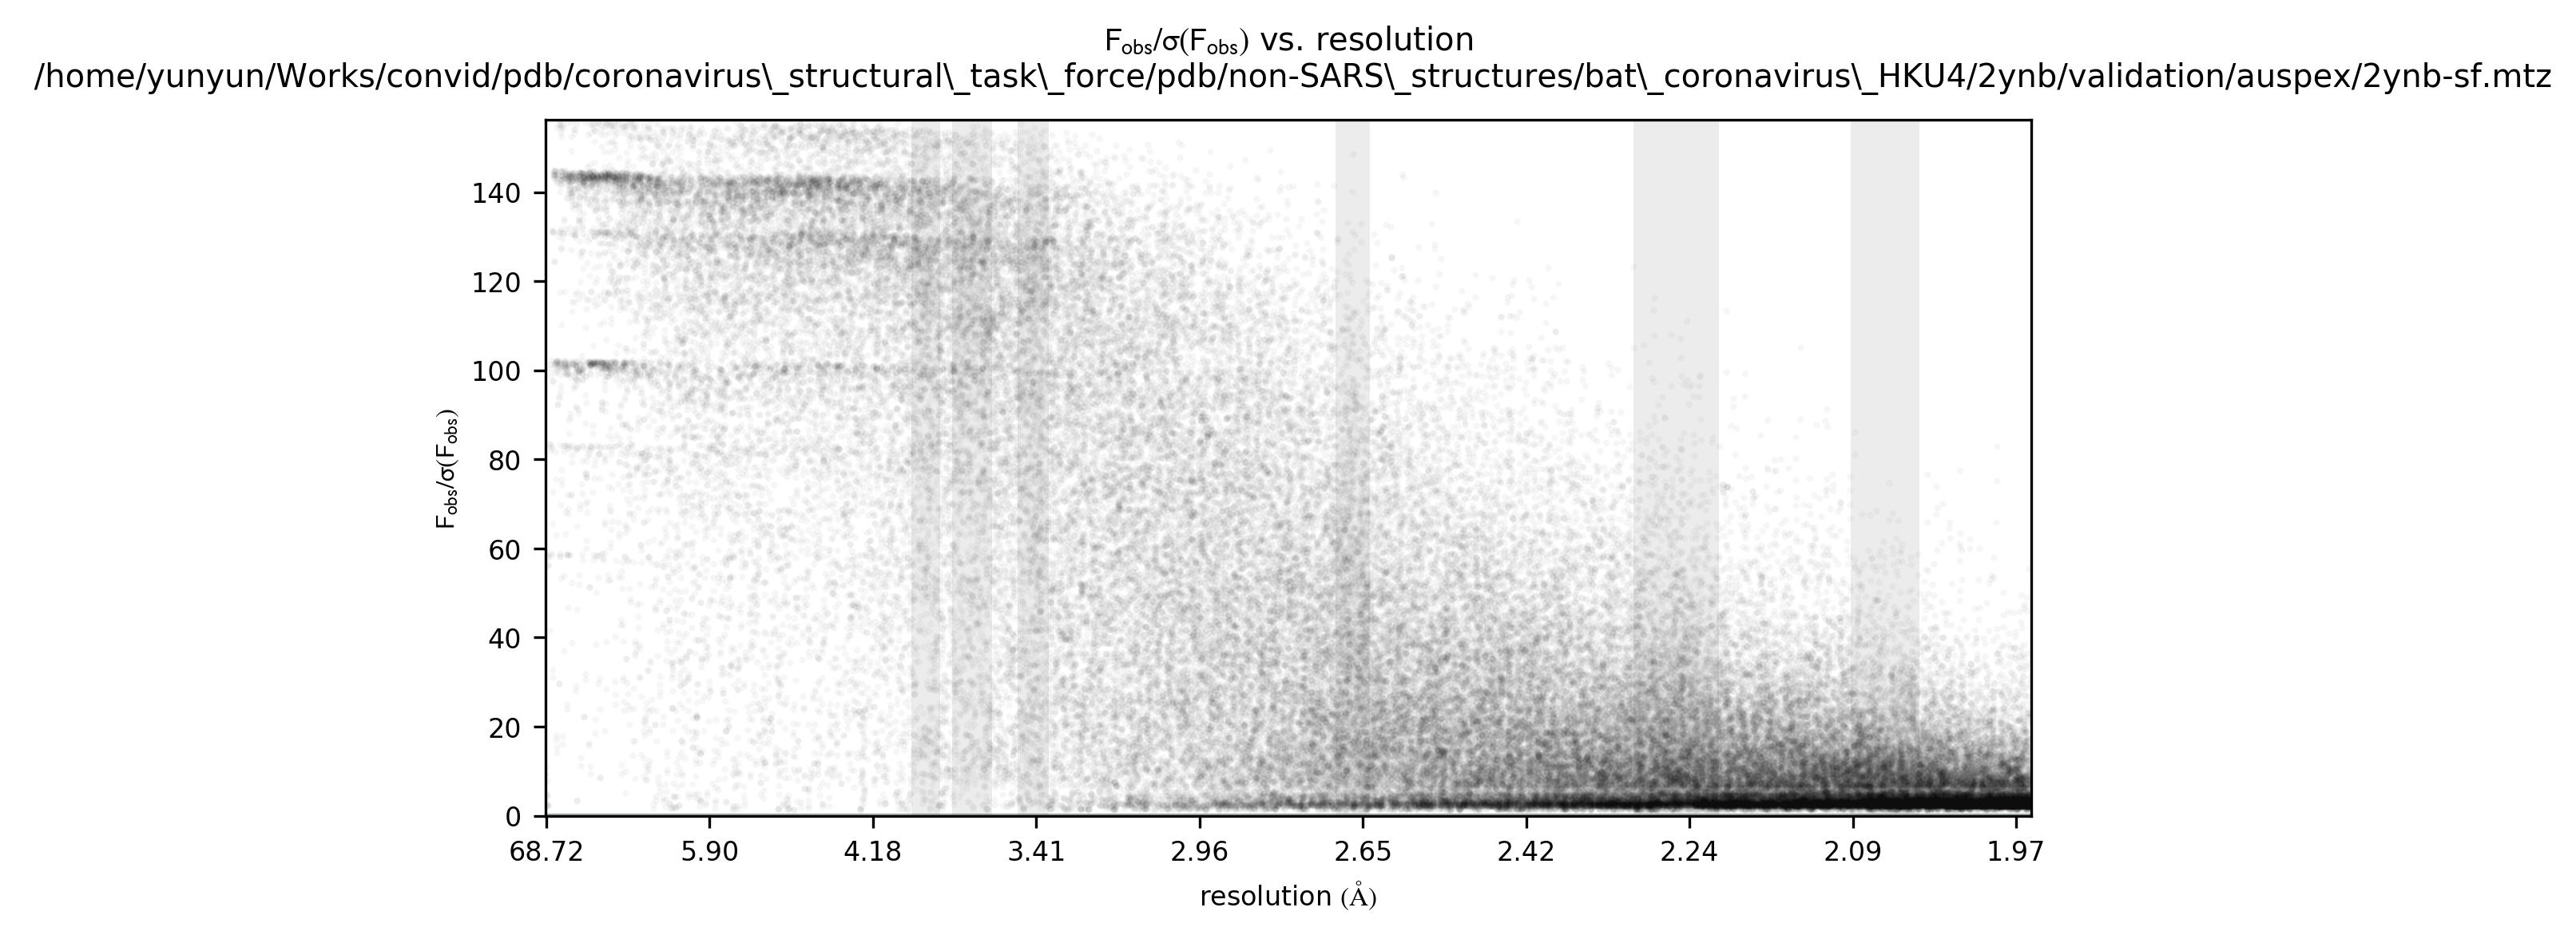 Fobs/σ(Fobs) vs. resolution
/home/yunyun/Works/convid/pdb/coronavirus\_structural\_task\_force/pdb/non-SARS\_structures/bat\_coronavirus\_HKU4/2ynb/validation/auspex/2ynb-sf.mtz
Fobs/σ(Fobs)
140
120
100
80
60
40
20
0
68.72 5.90 4.18 3.41 2.96 2.65 2.42 2.24 2.09 1.97
resolution (Å)